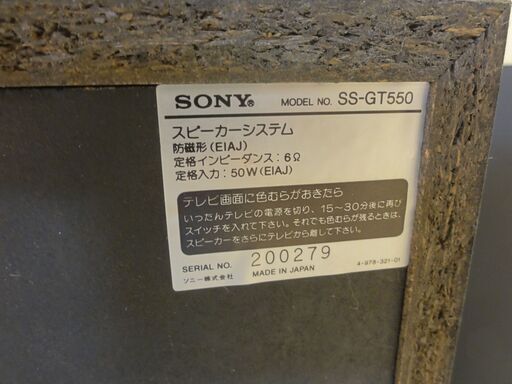 SONY® MODEL NO. SS-GT550
スピーカーシステム
防磁形(EIAJ)
定格インピーダンス:6Ω
定格入力:50W(EIAJ)
テレビ画面に色むらがおきたら
いったんテレビの電源を切り、15〜30分後に再び
スイッチを入れて下さい。それでも色むらが残るときは、
スピーカーをさらにテレビから離して下さい。
SERIAL NO. 200279
ソニー株式会社 MADE IN JAPAN 4-978-321-01